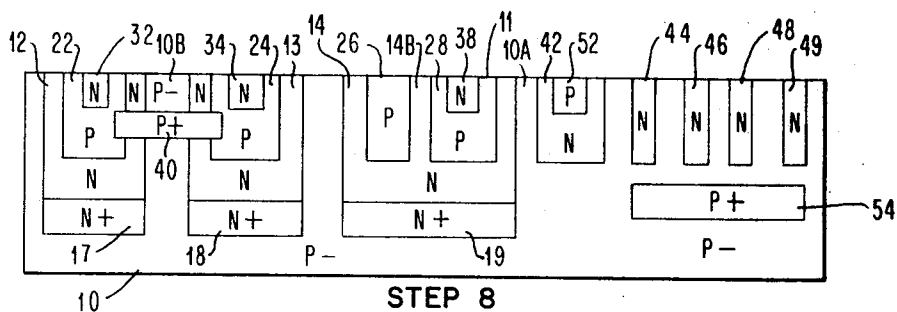 12 22 32 10B 34 24 13 14 26 14B 28 38 11 10A 42 52 44 46 48 49
N N P- N N N P
P P+ P P P N N N N N
40
N N N
N+ N+ N+ P+ 54
17 18 P- 19 P-
10
STEP 8